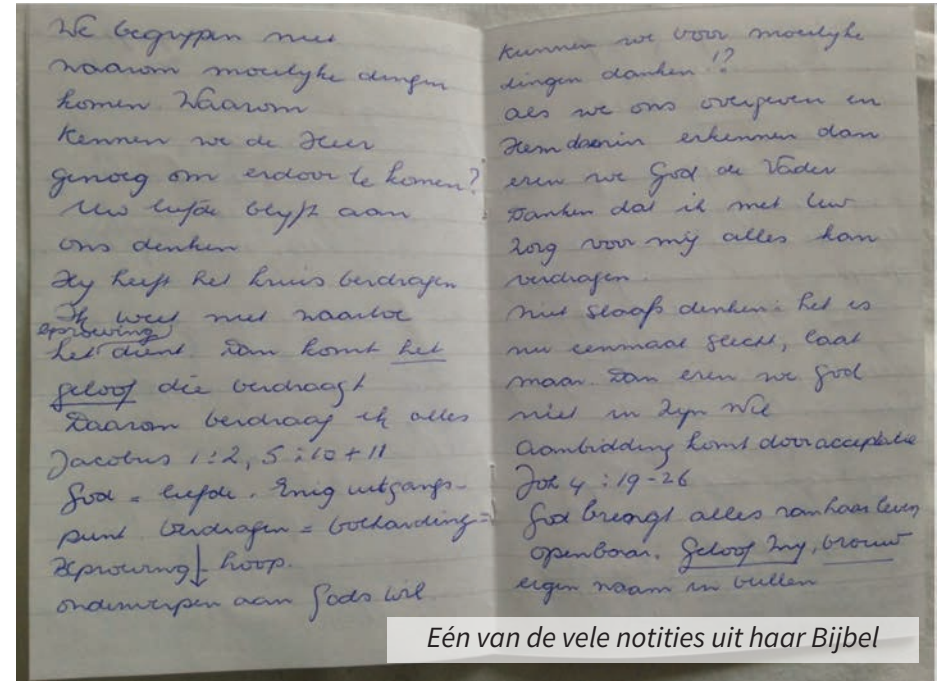 We begrijpen niet
waarom moeilijke dingen
komen. Waarom
Kennen we de Heer
genoeg om erdoor te komen?
Uw liefde blijft aan
ons denken
Hij heeft het kruis verdragen
Ik weet niet waartoe
beproeving
het dient. Dan komt het
geloof die verdraagt
Daarom verdraag ik alles
Jacobus 1:2, 5:10+11
God = liefde. Enig uitgangs-
punt. Verdragen = volharding =
Beproeving ↓ hoop.
onderwerpen aan Gods wil
Kunnen we voor moeilijke
dingen danken!?
als we ons overgeven en
Hem daarin erkennen dan
eren we God de Vader
Danken dat ik met Uw
zorg voor mij alles kan
verdragen.
niet slaafs denken: het is
nu eenmaal slecht, laat
maar. Dan eren we God
niet in Zijn Wil
Aanbidding komt door acceptatie
Joh 4:19-26
God brengt alles van haar leven
openbaar. Geloof Mij, vrouw
eigen naam in vullen
Eén van de vele notities uit haar Bijbel